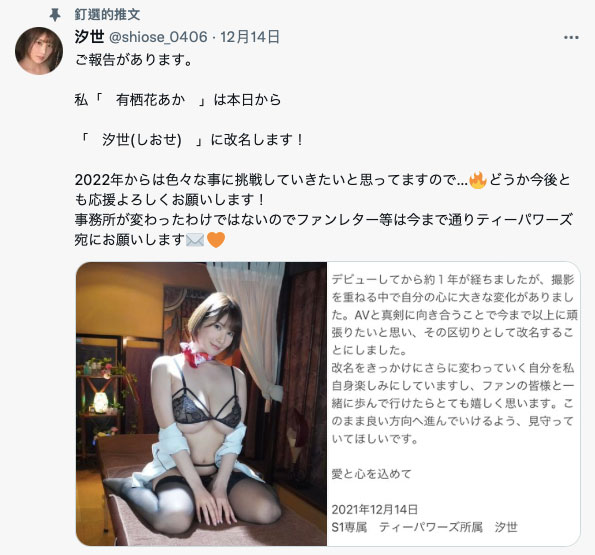 釘選的推文
汐世 @shiose_0406 · 12月14日
ご報告があります。
私「　有栖花あか　」は本日から
「　汐世(しおせ)　」に改名します！
2022年からは色々な事に挑戦していきたいと思ってますので...🔥どうか今後と
も応援よろしくお願いします！
事務所が変わったわけではないのでファンレター等は今まで通りティーパワーズ
宛にお願いします✉️🧡
デビューしてから約１年が経ちましたが、撮影
を重ねる中で自分の心に大きな変化がありまし
た。AVと真剣に向き合うことで今まで以上に頑
張りたいと思い、その区切りとして改名するこ
とにしました。
改名をきっかけにさらに変わっていく自分を私
自身楽しみにしていますし、ファンの皆様と一
緒に歩んで行けたらとても嬉しく思います。こ
のまま良い方向へ進んでいけるよう、見守って
いてほしいです。
愛と心を込めて
2021年12月14日
S1専属　ティーパワーズ所属　汐世